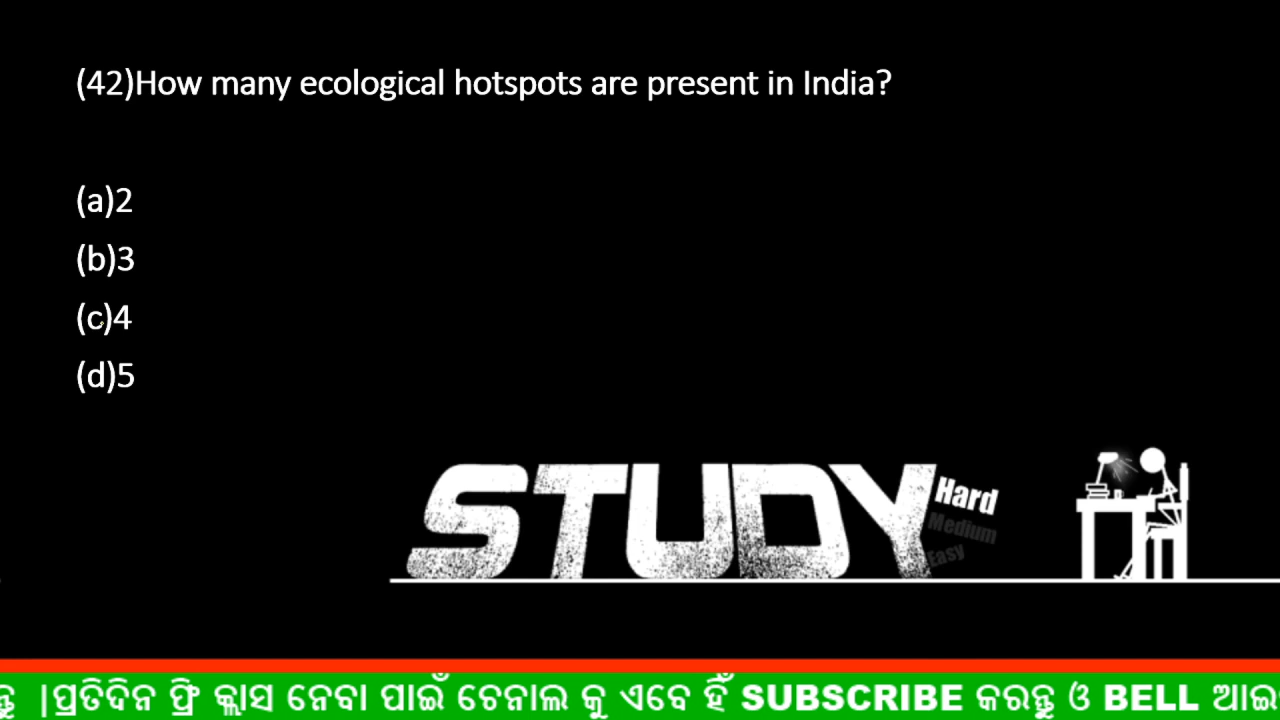 (42)How many ecological hotspots are present in India?
(a)2
(b)3
(c)4
(d)5
STUDY
Hard
Medium
Easy
ନ୍ତୁ ।ପ୍ରତିଦିନ ଫ୍ରି କ୍ଲାସ ନେବା ପାଇଁ ଚେନାଲ କୁ ଏବେ ହିଁ SUBSCRIBE କରନ୍ତୁ ଓ BELL ଆଇ